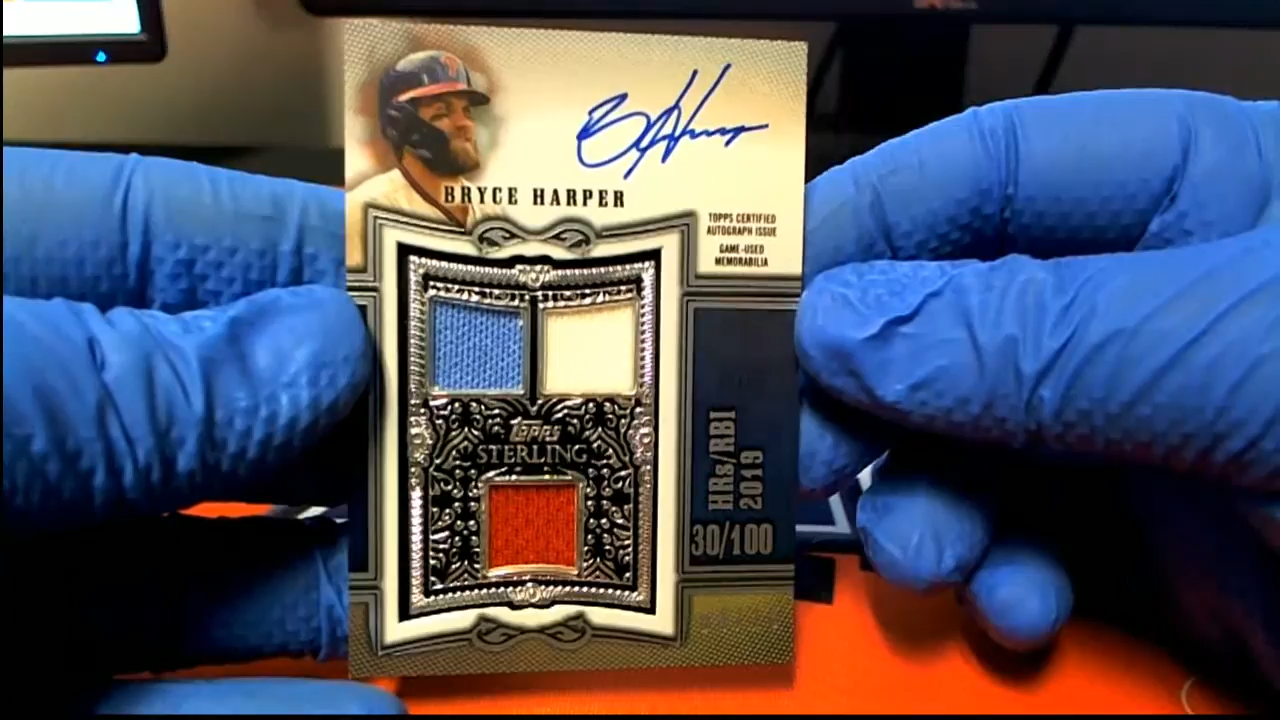 BRYCE HARPER
TOPPS CERTIFIED
AUTOGRAPH ISSUE
GAME-USED
MEMORABILIA
topps
STERLING
HRs/RBI
2019
30/100